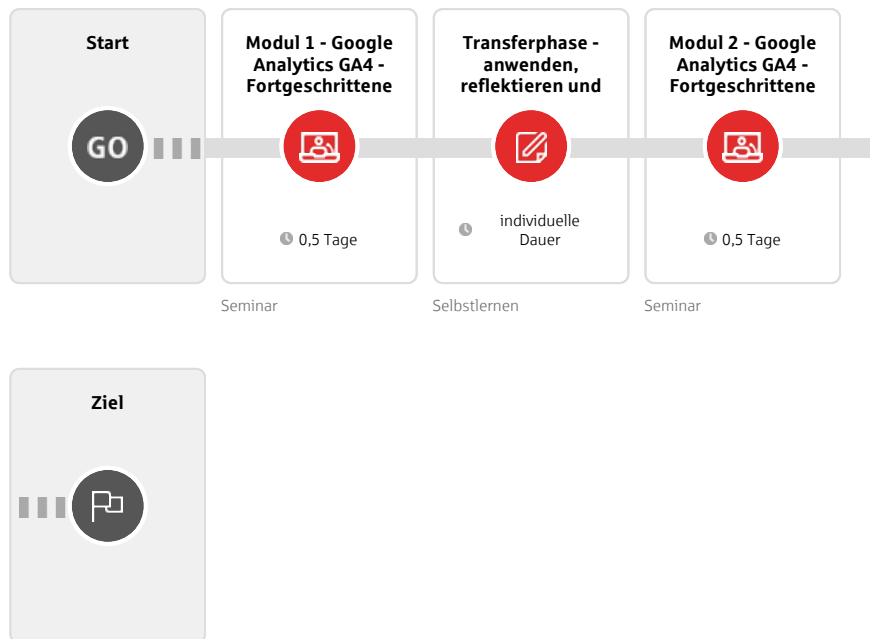 Start
Modul 1 - Google
Analytics GA4 -
Fortgeschrittene
Transferphase -
anwenden,
reflektieren und
Modul 2 - Google
Analytics GA4 -
Fortgeschrittene
GO
0,5 Tage
individuelle
Dauer
0,5 Tage
Seminar
Selbstlernen
Seminar
Ziel